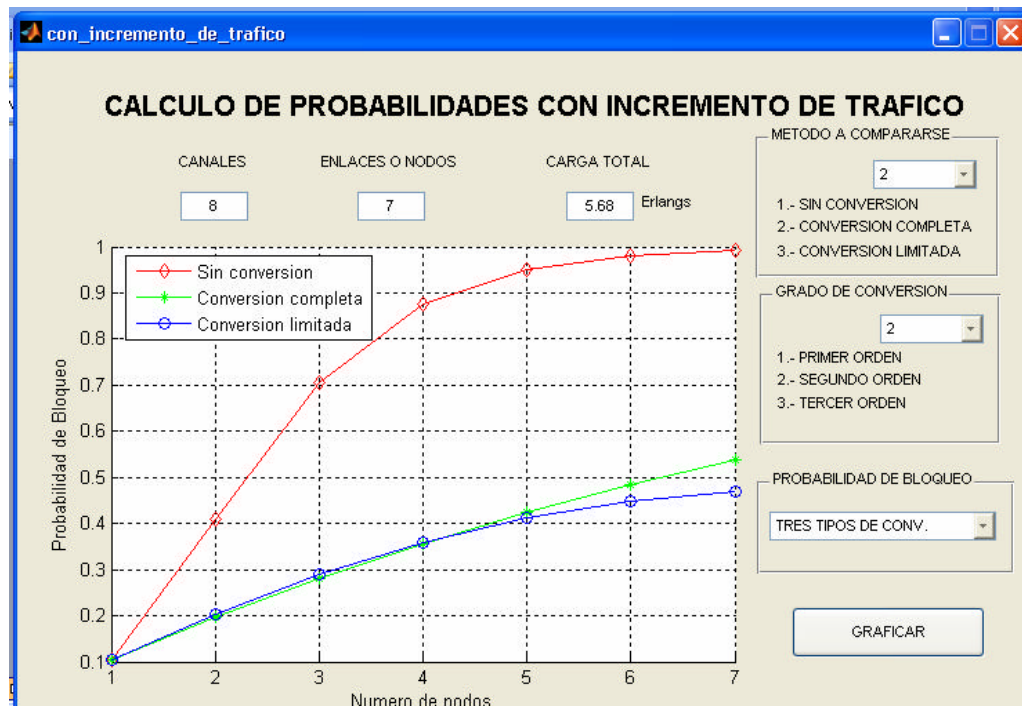 con_incremento_de_trafico
CALCULO DE PROBABILIDADES CON INCREMENTO DE TRAFICO
CANALES
8
ENLACES O NODOS
7
CARGA TOTAL
5.68 Erlangs
METODO A COMPARARSE
2
1.- SIN CONVERSION
2.- CONVERSION COMPLETA
3.- CONVERSION LIMITADA
GRADO DE CONVERSION
2
1.- PRIMER ORDEN
2.- SEGUNDO ORDEN
3.- TERCER ORDEN
PROBABILIDAD DE BLOQUEO
TRES TIPOS DE CONV.
GRAFICAR
Sin conversion
Conversion completa
Conversion limitada
Probabilidad de Bloqueo
1
0.9
0.8
0.7
0.6
0.5
0.4
0.3
0.2
0.1
1 2 3 4 5 6 7
Numero de nodos